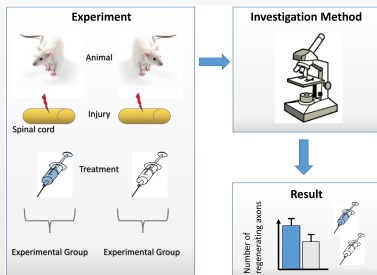 Experiment
Animal
Injury
Spinal cord
Treatment
Experimental Group
Experimental Group
Investigation Method
Result
Number of
regenerating axons